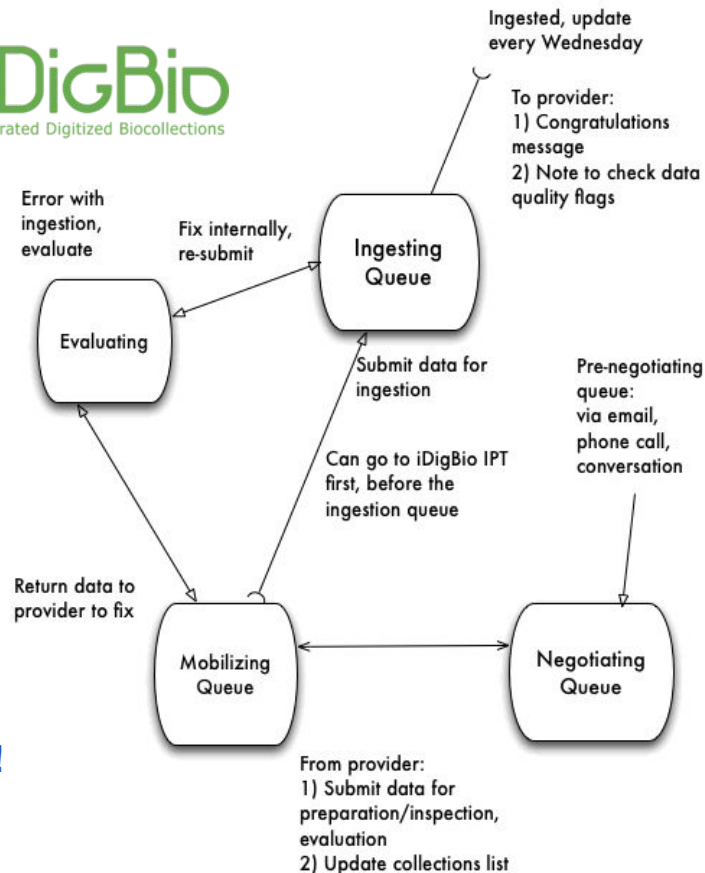 Ingested, update
every Wednesday
DigBio
rated Digitized Biocollections
To provider:
1) Congratulations
message
2) Note to check data
quality flags
Error with
ingestion,
evaluate
Fix internally,
re-submit
Ingesting
Queue
Evaluating
Submit data for
ingestion
Pre-negotiating
queue:
via email,
phone call,
conversation
Can go to iDigBio IPT
first, before the
ingestion queue
Return data to
provider to fix
Mobilizing
Queue
Negotiating
Queue
!
From provider:
1) Submit data for
preparation/inspection,
evaluation
2) Update collections list